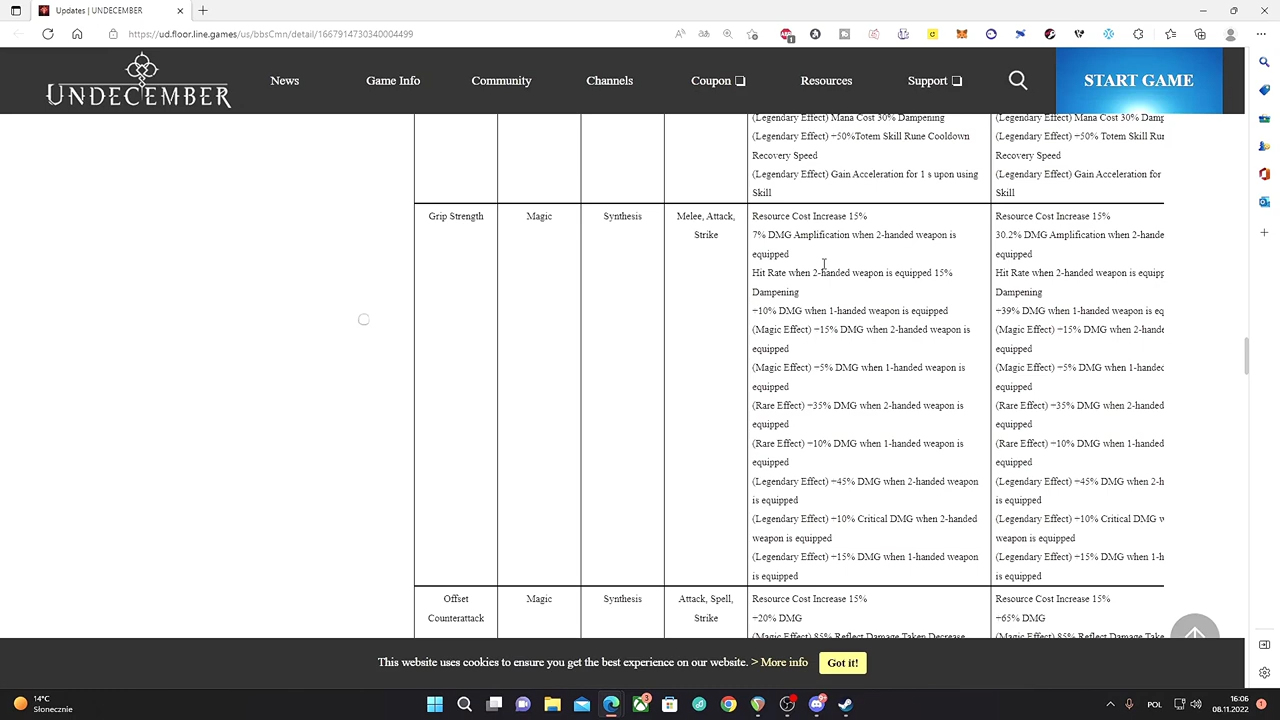 Updates | UNDECEMBER
https://ud.floor.line.games/us/bbsCmn/detail/1667914730340004499
UNDECEMBER
News
Game Info
Community
Channels
Coupon
Resources
Support
START GAME
(Legendary Effect) Mana Cost 30% Dampening
(Legendary Effect) +50%Totem Skill Rune Cooldown
Recovery Speed
(Legendary Effect) Gain Acceleration for 1 s upon using
Skill
(Legendary Effect) Mana Cost 30% Damp
(Legendary Effect) +50% Totem Skill Rur
Recovery Speed
(Legendary Effect) Gain Acceleration for
Skill
Grip Strength
Magic
Synthesis
Melee, Attack,
Strike
Resource Cost Increase 15%
7% DMG Amplification when 2-handed weapon is
equipped
Hit Rate when 2-handed weapon is equipped 15%
Dampening
+10% DMG when 1-handed weapon is equipped
(Magic Effect) +15% DMG when 2-handed weapon is
equipped
(Magic Effect) +5% DMG when 1-handed weapon is
equipped
(Rare Effect) +35% DMG when 2-handed weapon is
equipped
(Rare Effect) +10% DMG when 1-handed weapon is
equipped
(Legendary Effect) +45% DMG when 2-handed weapon
is equipped
(Legendary Effect) +10% Critical DMG when 2-handed
weapon is equipped
(Legendary Effect) +15% DMG when 1-handed weapon
is equipped
Resource Cost Increase 15%
30.2% DMG Amplification when 2-hande
equipped
Hit Rate when 2-handed weapon is equipp
Dampening
+39% DMG when 1-handed weapon is eq
(Magic Effect) +15% DMG when 2-hande
equipped
(Magic Effect) +5% DMG when 1-handec
equipped
(Rare Effect) +35% DMG when 2-handed
equipped
(Rare Effect) +10% DMG when 1-handed
equipped
(Legendary Effect) +45% DMG when 2-h
is equipped
(Legendary Effect) +10% Critical DMG w
weapon is equipped
(Legendary Effect) +15% DMG when 1-h
is equipped
Offset
Counterattack
Magic
Synthesis
Attack, Spell,
Strike
Resource Cost Increase 15%
+20% DMG
(Magic Effect) 85% Reflect Damage Taken Decrease
Resource Cost Increase 15%
+65% DMG
(Magic Effect) 85% Reflect Damage Take
This website uses cookies to ensure you get the best experience on our website. > More info
Got it!
14°C
Słonecznie
POL
16:06
08.11.2022